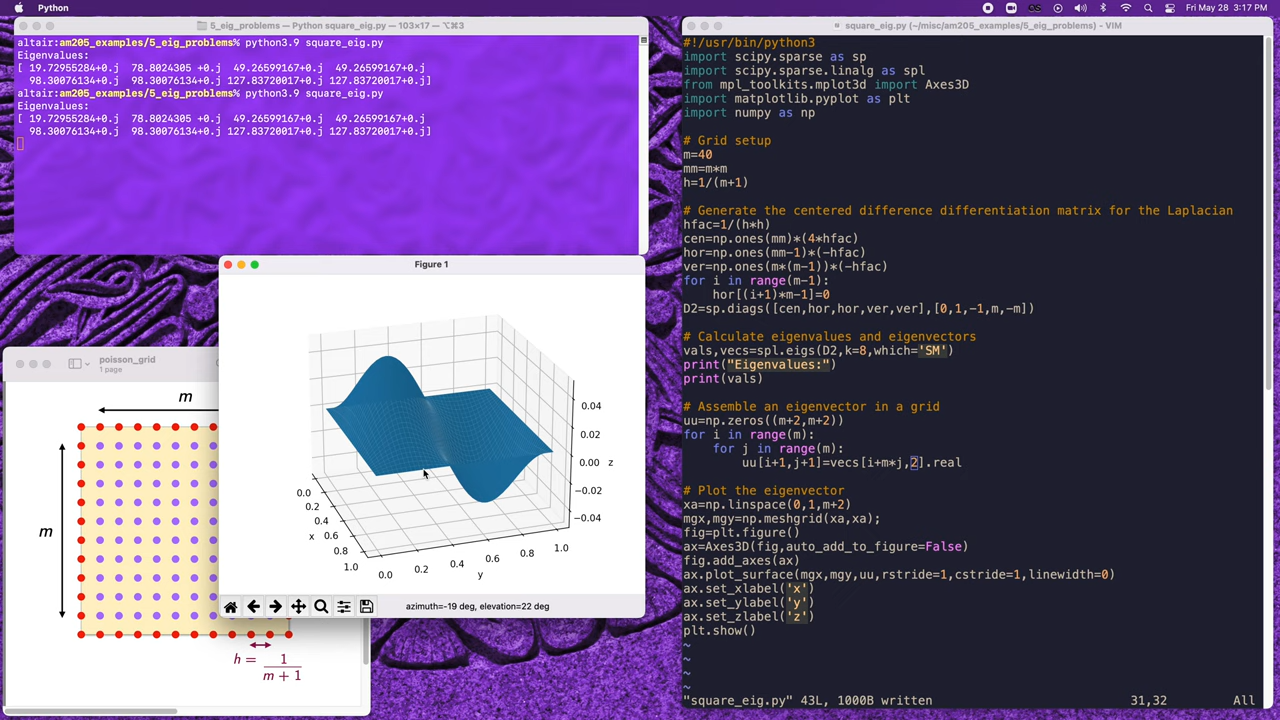 Python
Fri May 28 3:17 PM
5_eig_problems — Python square_eig.py — 103×17 — ⌥⌘3
altair:am205_examples/5_eig_problems% python3.9 square_eig.py
Eigenvalues:
[ 19.72955284+0.j  78.8024305 +0.j  49.26599167+0.j  49.26599167+0.j
  98.30076134+0.j  98.30076134+0.j 127.83720017+0.j 127.83720017+0.j]
altair:am205_examples/5_eig_problems% python3.9 square_eig.py
Eigenvalues:
[ 19.72955284+0.j  78.8024305 +0.j  49.26599167+0.j  49.26599167+0.j
  98.30076134+0.j  98.30076134+0.j 127.83720017+0.j 127.83720017+0.j]
poisson_grid
1 page
m
m
h = 1
m + 1
Figure 1
0.04
0.02
0.00 z
−0.02
−0.04
0.0
0.2
0.4
x 0.6
0.8
1.0
0.0 0.2 0.4 0.6 0.8 1.0
y
azimuth=-19 deg, elevation=22 deg
square_eig.py (~/misc/am205_examples/5_eig_problems) - VIM
#!/usr/bin/python3
import scipy.sparse as sp
import scipy.sparse.linalg as spl
from mpl_toolkits.mplot3d import Axes3D
import matplotlib.pyplot as plt
import numpy as np
# Grid setup
m=40
mm=m*m
h=1/(m+1)
# Generate the centered difference differentiation matrix for the Laplacian
hfac=1/(h*h)
cen=np.ones(mm)*(4*hfac)
hor=np.ones(mm-1)*(-hfac)
ver=np.ones(m*(m-1))*(-hfac)
for i in range(m-1):
    hor[(i+1)*m-1]=0
D2=sp.diags([cen,hor,hor,ver,ver],[0,1,-1,m,-m])
# Calculate eigenvalues and eigenvectors
vals,vecs=spl.eigs(D2,k=8,which='SM')
print("Eigenvalues:")
print(vals)
# Assemble an eigenvector in a grid
uu=np.zeros((m+2,m+2))
for i in range(m):
    for j in range(m):
        uu[i+1,j+1]=vecs[i+m*j,2].real
# Plot the eigenvector
xa=np.linspace(0,1,m+2)
mgx,mgy=np.meshgrid(xa,xa);
fig=plt.figure()
ax=Axes3D(fig,auto_add_to_figure=False)
fig.add_axes(ax)
ax.plot_surface(mgx,mgy,uu,rstride=1,cstride=1,linewidth=0)
ax.set_xlabel('x')
ax.set_ylabel('y')
ax.set_zlabel('z')
plt.show()
~
~
~
~
"square_eig.py" 43L, 1000B written 31,32 All